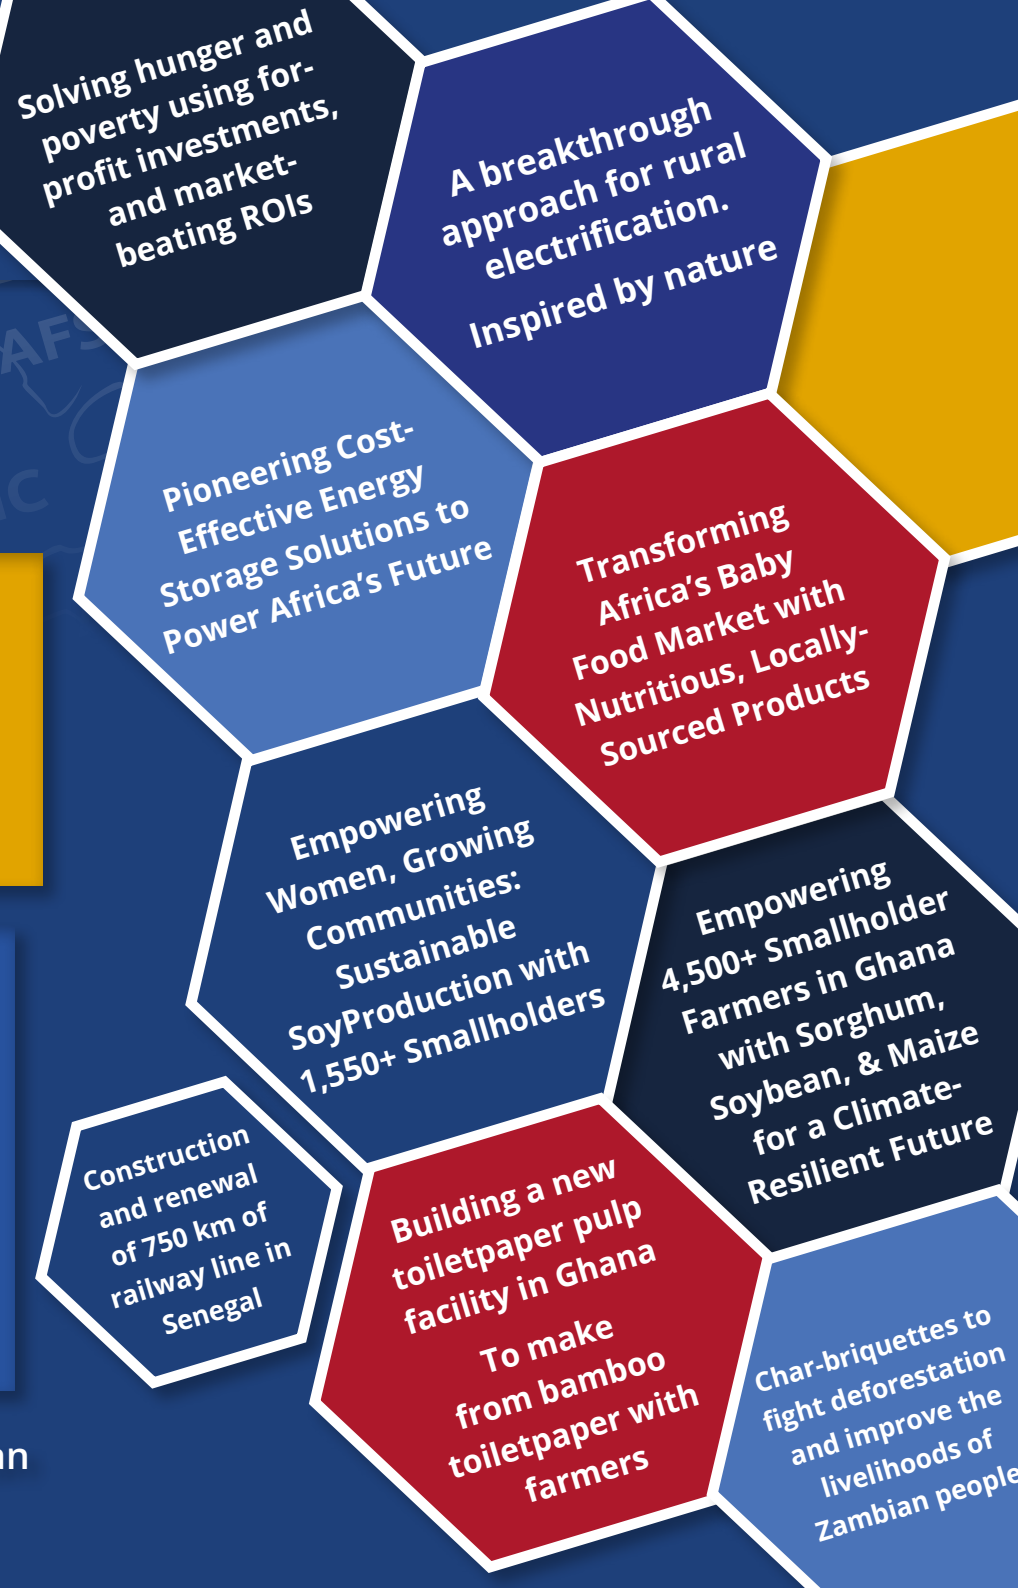 Solving hunger and
poverty using for-
profit investments,
and market-
beating ROIs
A breakthrough
approach for rural
electrification.
Inspired by nature
Pioneering Cost-
Effective Energy
Storage Solutions to
Power Africa's Future
Transforming
Africa's Baby
Food Market with
Nutritious, Locally-
Sourced Products
Empowering
Women, Growing
Communities:
Sustainable
SoyProduction with
1,550+ Smallholders
Empowering
4,500+ Smallholder
Farmers in Ghana
with Sorghum,
Soybean, & Maize
for a Climate-
Resilient Future
Construction
and renewal
of 750 km of
railway line in
Senegal
Building a new
toiletpaper pulp
facility in Ghana
To make
from bamboo
toiletpaper with
farmers
Char-briquettes to
fight deforestation
and improve the
livelihoods of
Zambian people